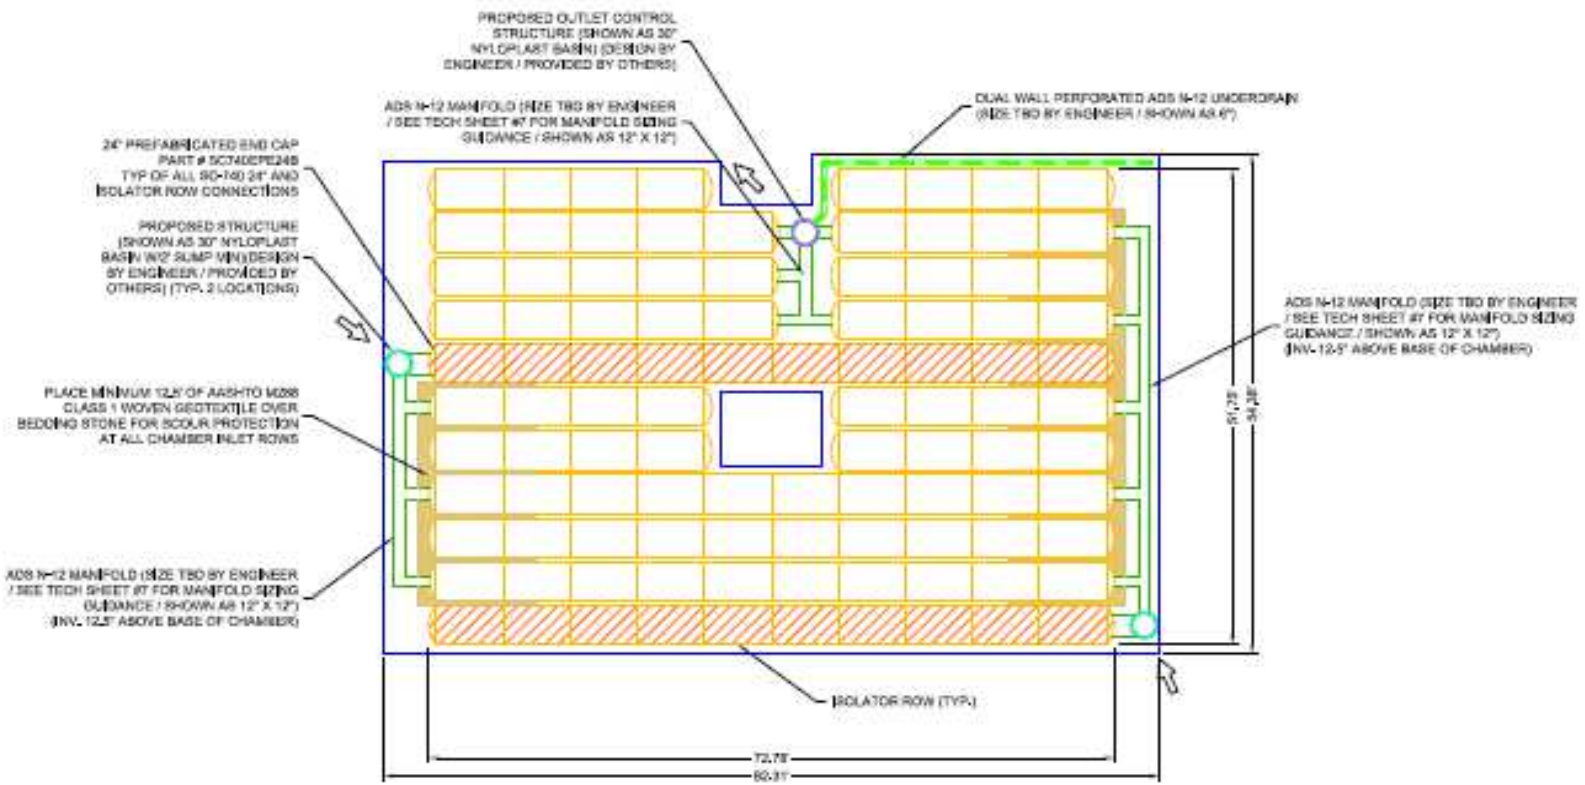 PROPOSED OUTLET CONTROL
STRUCTURE (SHOWN AS 30"
NYLOPLAST BASIN) (DESIGN BY
ENGINEER / PROVIDED BY OTHERS)
ADS N-12 MANIFOLD (SIZE TBD BY ENGINEER
/ SEE TECH SHEET #7 FOR MANIFOLD SIZING
GUIDANCE / SHOWN AS 12" X 12")
DUAL WALL PERFORATED ADS N-12 UNDERDRAIN
(SIZE TBD BY ENGINEER / SHOWN AS 6")
24" PREFABRICATED END CAP
PART # SC740EPE24B
TYP OF ALL SC-740 24" AND
ISOLATOR ROW CONNECTIONS
PROPOSED STRUCTURE
(SHOWN AS 30" NYLOPLAST
BASIN W/2' SUMP MIN)(DESIGN
BY ENGINEER / PROVIDED BY
OTHERS) (TYP. 2 LOCATIONS)
PLACE MINIMUM 12.5' OF AASHTO M288
CLASS 1 WOVEN GEOTEXTILE OVER
BEDDING STONE FOR SCOUR PROTECTION
AT ALL CHAMBER INLET ROWS
ADS N-12 MANIFOLD (SIZE TBD BY ENGINEER
/ SEE TECH SHEET #7 FOR MANIFOLD SIZING
GUIDANCE / SHOWN AS 12" X 12")
(INV. 12.5" ABOVE BASE OF CHAMBER)
ADS N-12 MANIFOLD (SIZE TBD BY ENGINEER
/ SEE TECH SHEET #7 FOR MANIFOLD SIZING
GUIDANCE / SHOWN AS 12" X 12")
(INV. 12.5" ABOVE BASE OF CHAMBER)
51.75'
54.38'
ISOLATOR ROW (TYP.)
72.78'
82.31'